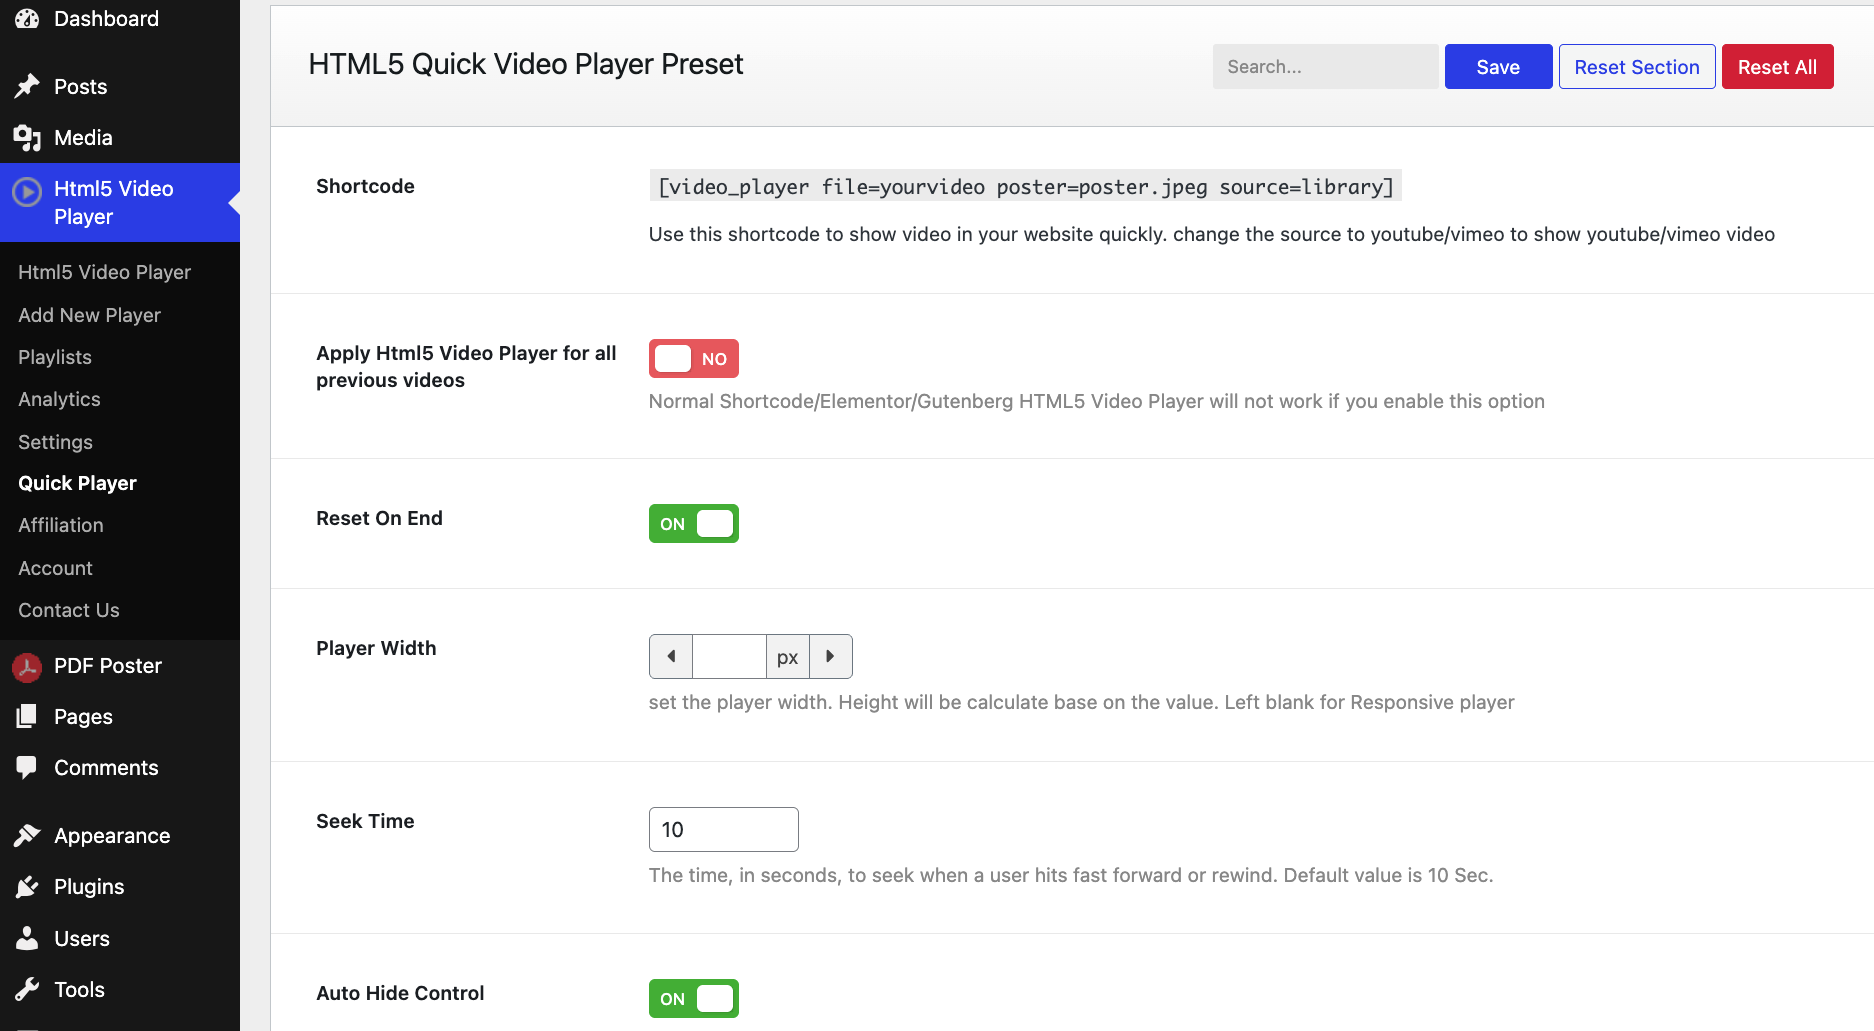 Dashboard
Posts
Media
Html5 Video
Player
Html5 Video Player
Add New Player
Playlists
Analytics
Settings
Quick Player
Affiliation
Account
Contact Us
PDF Poster
Pages
Comments
Appearance
Plugins
Users
Tools
HTML5 Quick Video Player Preset
Search...
Save
Reset Section
Reset All
Shortcode
[video_player file=yourvideo poster=poster.jpeg source=library]
Use this shortcode to show video in your website quickly. change the source to youtube/vimeo to show youtube/vimeo video
Apply Html5 Video Player for all
previous videos
NO
Normal Shortcode/Elementor/Gutenberg HTML5 Video Player will not work if you enable this option
Reset On End
ON
Player Width
px
set the player width. Height will be calculate base on the value. Left blank for Responsive player
Seek Time
10
The time, in seconds, to seek when a user hits fast forward or rewind. Default value is 10 Sec.
Auto Hide Control
ON